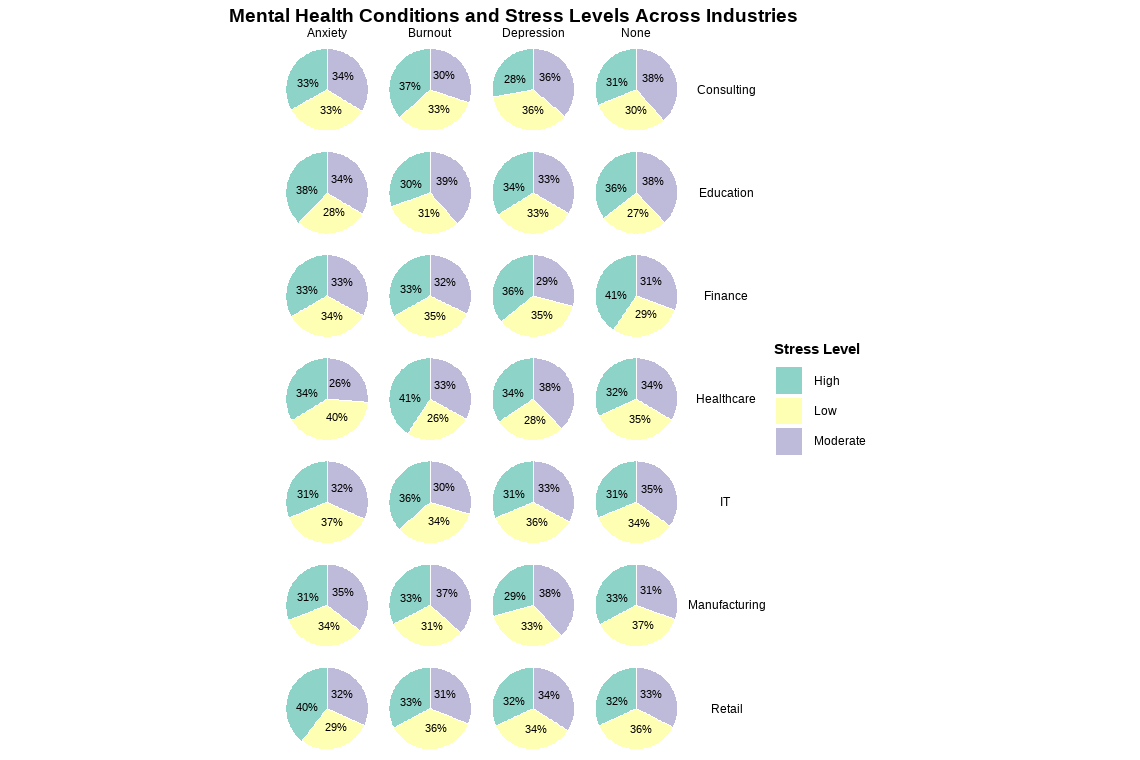 Mental Health Conditions and Stress Levels Across Industries
Anxiety Burnout Depression None
33% 34% 33% 37% 30% 33% 28% 36% 36% 31% 38% 30% Consulting
38% 34% 28% 30% 39% 31% 34% 33% 33% 36% 38% 27% Education
33% 33% 34% 33% 32% 35% 36% 29% 35% 41% 31% 29% Finance
34% 26% 40% 41% 33% 26% 34% 38% 28% 32% 34% 35% Healthcare
31% 32% 37% 36% 30% 34% 31% 33% 36% 31% 35% 34% IT
31% 35% 34% 33% 37% 31% 29% 38% 33% 33% 31% 37% Manufacturing
40% 32% 29% 33% 31% 36% 32% 34% 34% 32% 33% 36% Retail
Stress Level
High
Low
Moderate